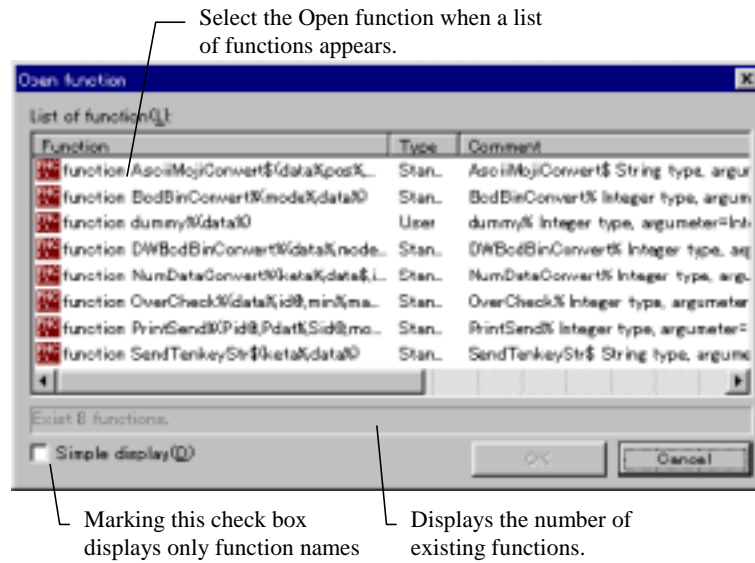 Select the Open function when a list
of functions appears.
Open function
List of function(L):
Function Type Comment
function AsciiMojiConvert$(data%,pos%,... Stan... AsciiMojiConvert$ String type, argur
function BcdBinConvert%(mode%,data%) Stan... BcdBinConvert% Integer type, argum
function dummy%(data%) User dummy% Integer type, argumeter=Int
function DWBcdBinConvert%(data%,mode... Stan... DWBcdBinConvert% Integer type, arg
function NumDataConvert%(keta%,data$,i... Stan... NumDataConvert% Integer type, argu
function OverCheck%(data%,id@,min%,ma... Stan... OverCheck% Integer type, argumeter
function PrintSend%(Pid@,Pdat%,Sid@,mo... Stan... PrintSend% Integer type, argumeter=
function SendTenkeyStr$(keta%,data%) Stan... SendTenkeyStr$ String type, argume
Exist 8 functions.
Simple display(D) OK Cancel
Marking this check box
displays only function names
Displays the number of
existing functions.